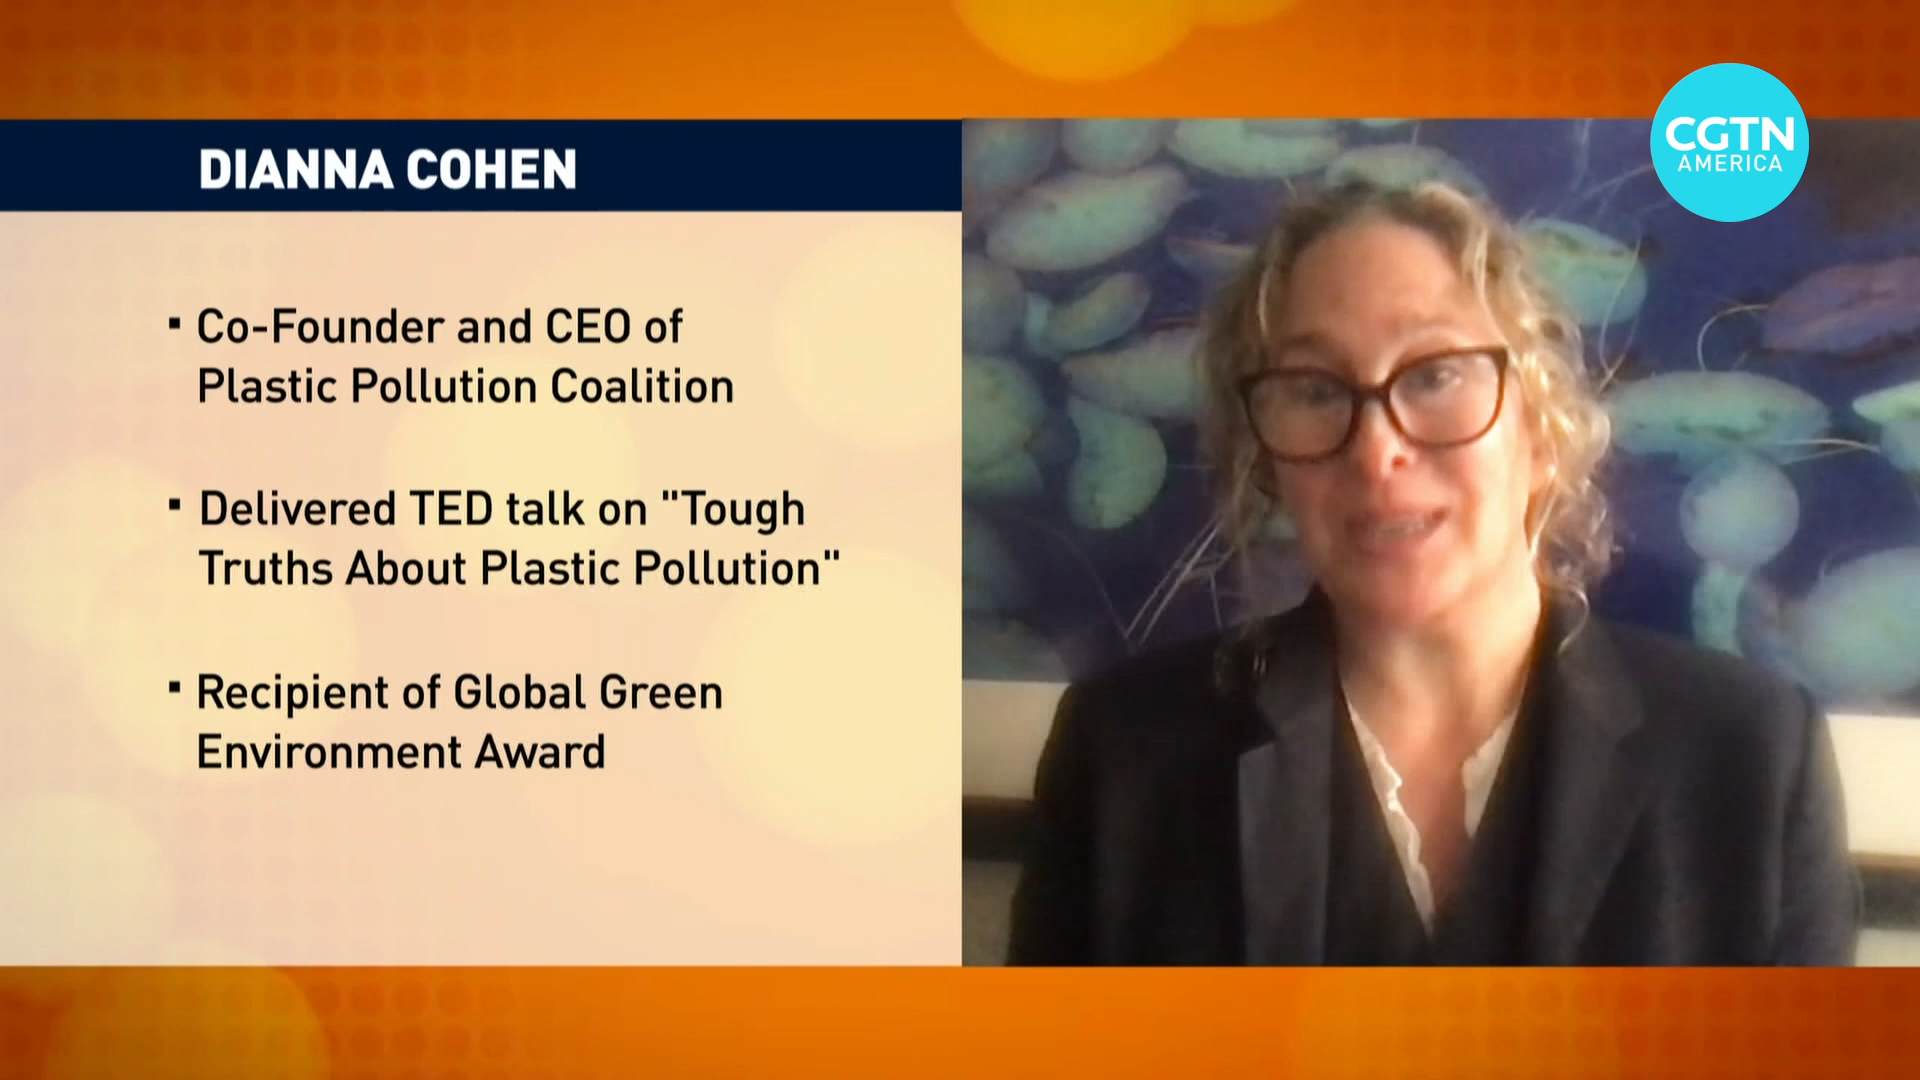 DIANNA COHEN
▪ Co-Founder and CEO of
Plastic Pollution Coalition
▪ Delivered TED talk on "Tough
Truths About Plastic Pollution"
▪ Recipient of Global Green
Environment Award
CGTN
AMERICA